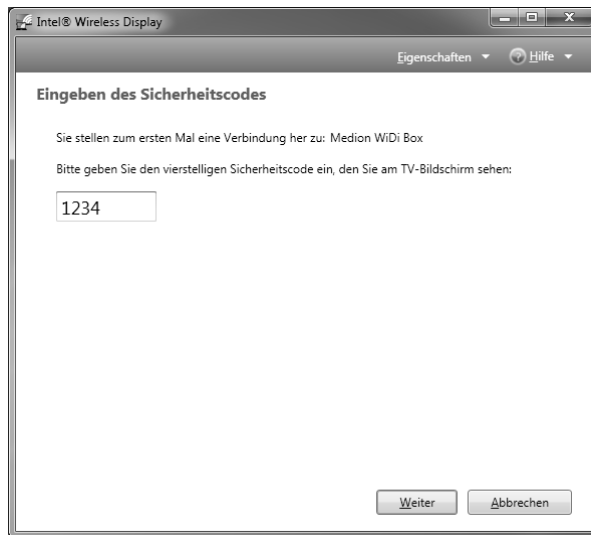 Intel® Wireless Display
Eigenschaften Hilfe
Eingeben des Sicherheitscodes
Sie stellen zum ersten Mal eine Verbindung her zu: Medion WiDi Box
Bitte geben Sie den vierstelligen Sicherheitscode ein, den Sie am TV-Bildschirm sehen:
1234
Weiter Abbrechen